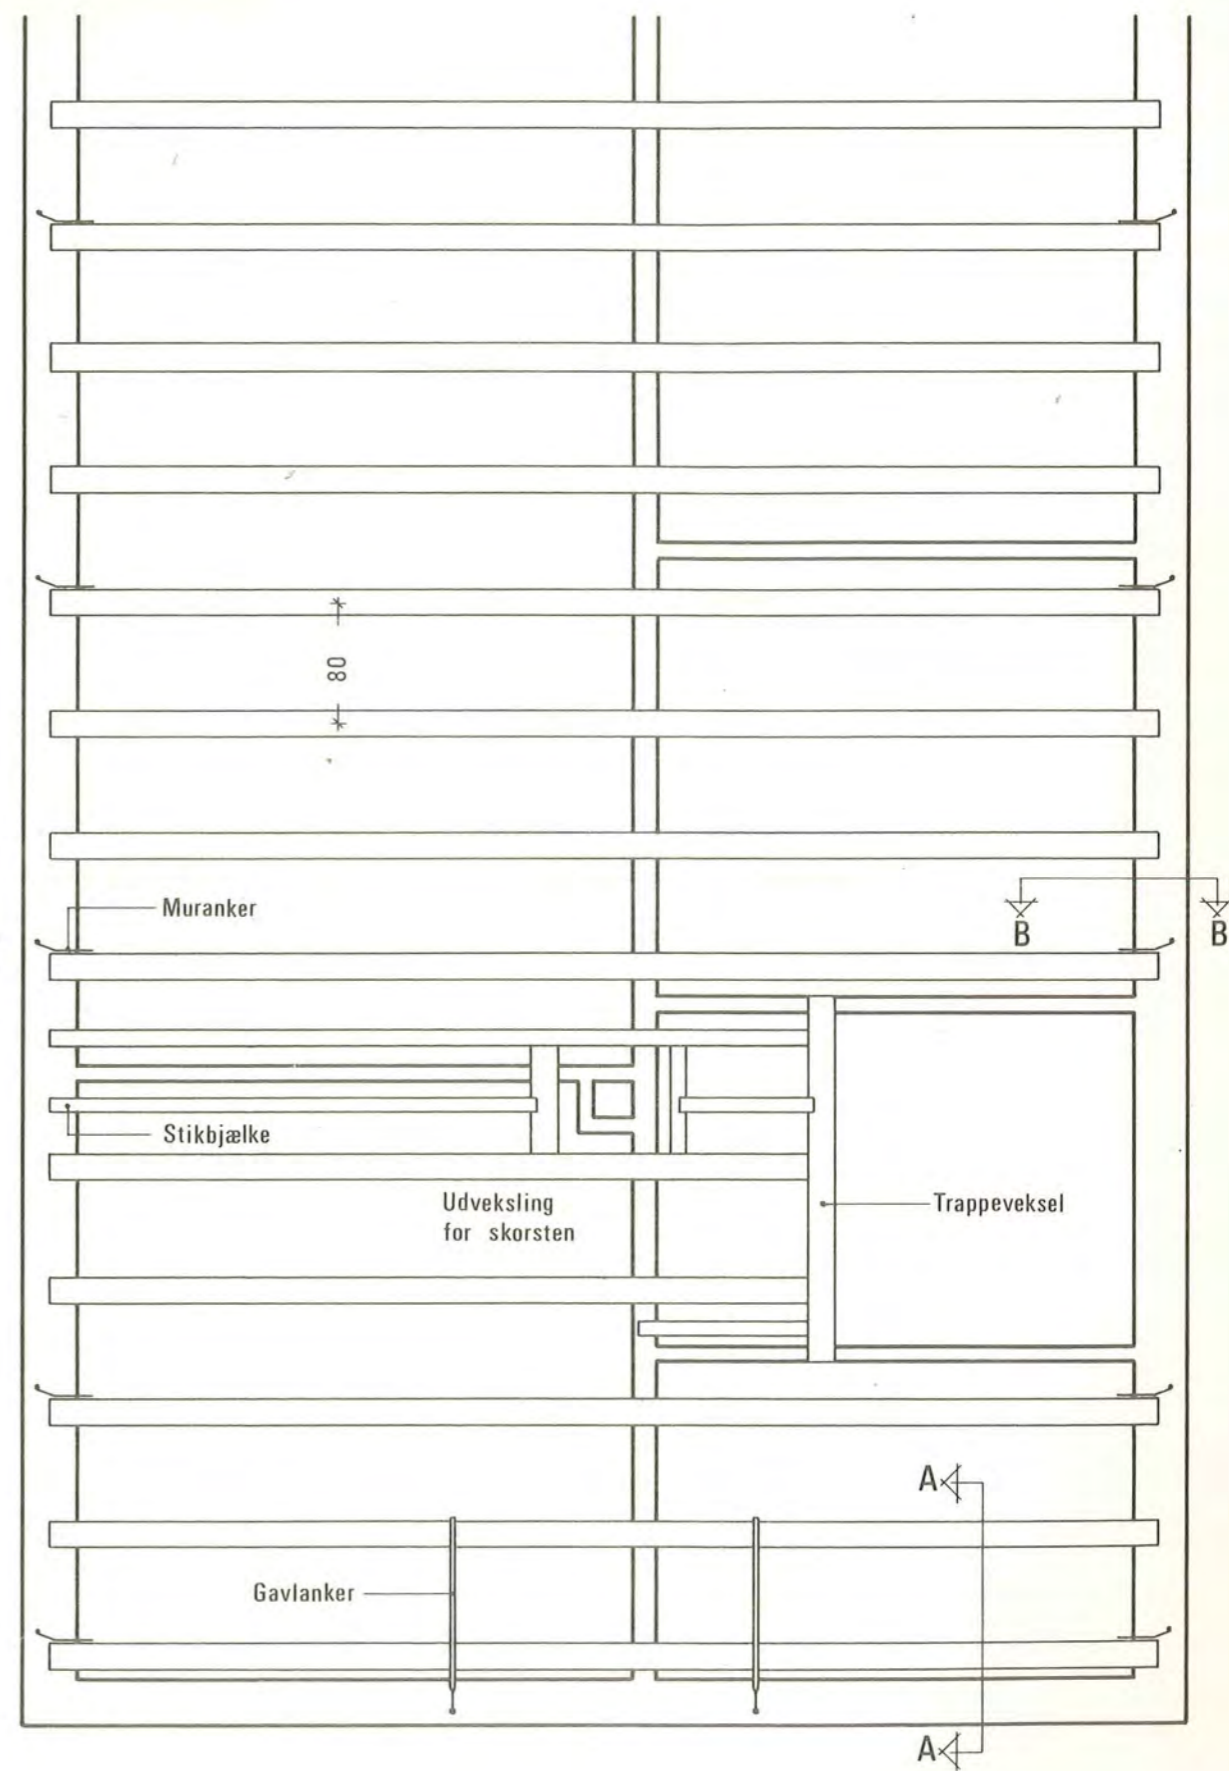 80
Muranker
B
B
Stikbjælke
Udveksling
for skorsten
Trappeveksel
A
Gavlanker
A